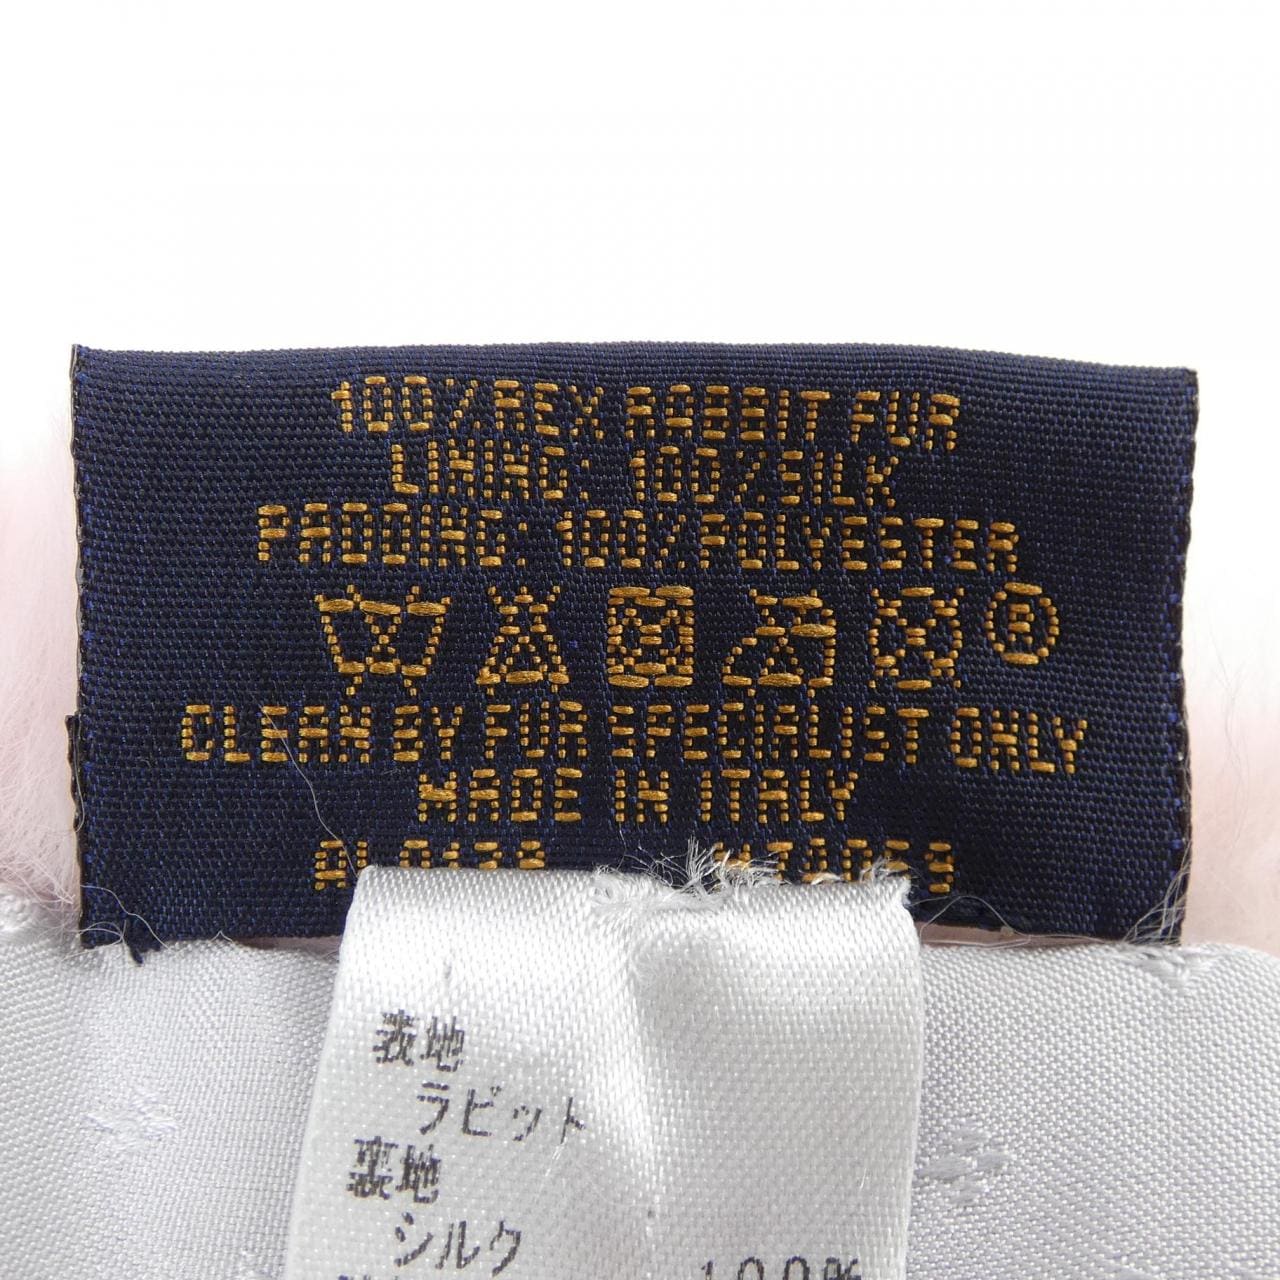 100%REX RABBIT FUR
LINING: 100%SILK
PADDING: 100%POLYESTER
®
CLEAN BY FUR SPECIALIST ONLY
MADE IN ITALY
表地
ラビット
裏地
シルク
100%